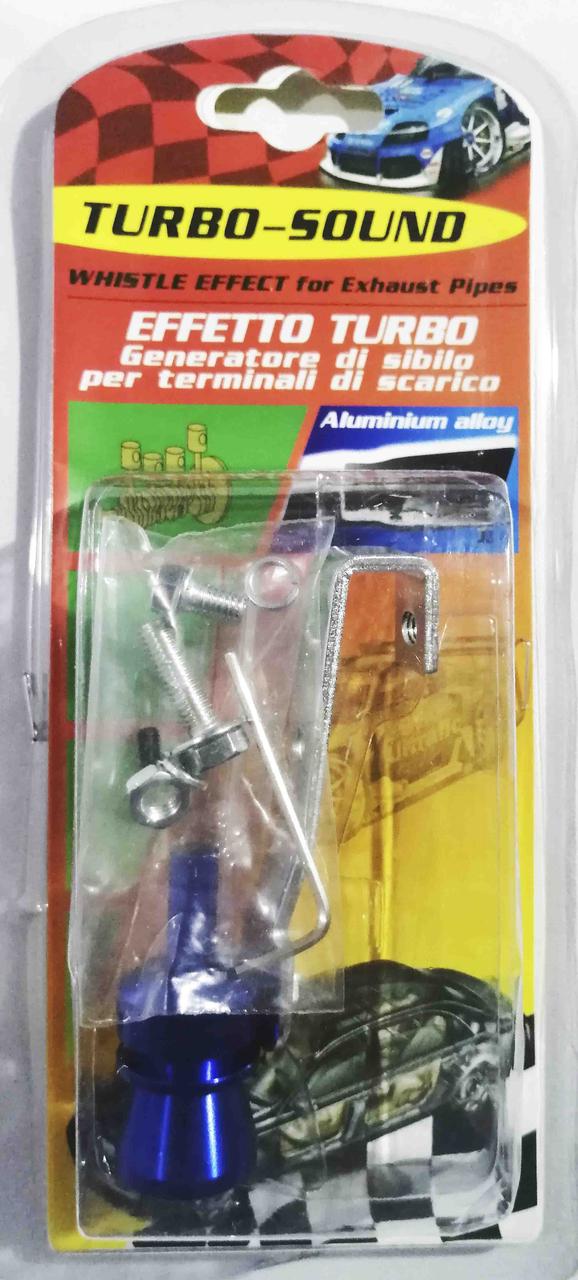 TURBO-SOUND
WHISTLE EFFECT for Exhaust Pipes
EFFETTO TURBO
Generatore di sibilo
per terminali di scarico
Aluminium alloy